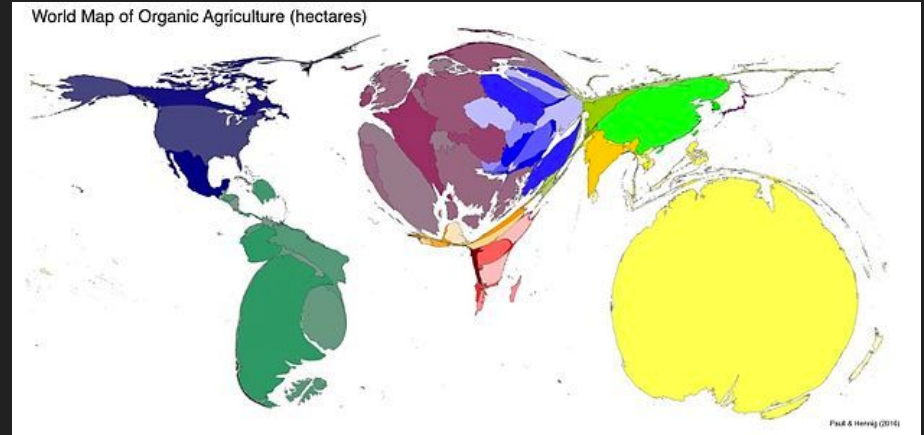 World Map of Organic Agriculture (hectares)
Paull & Hennig (2016)